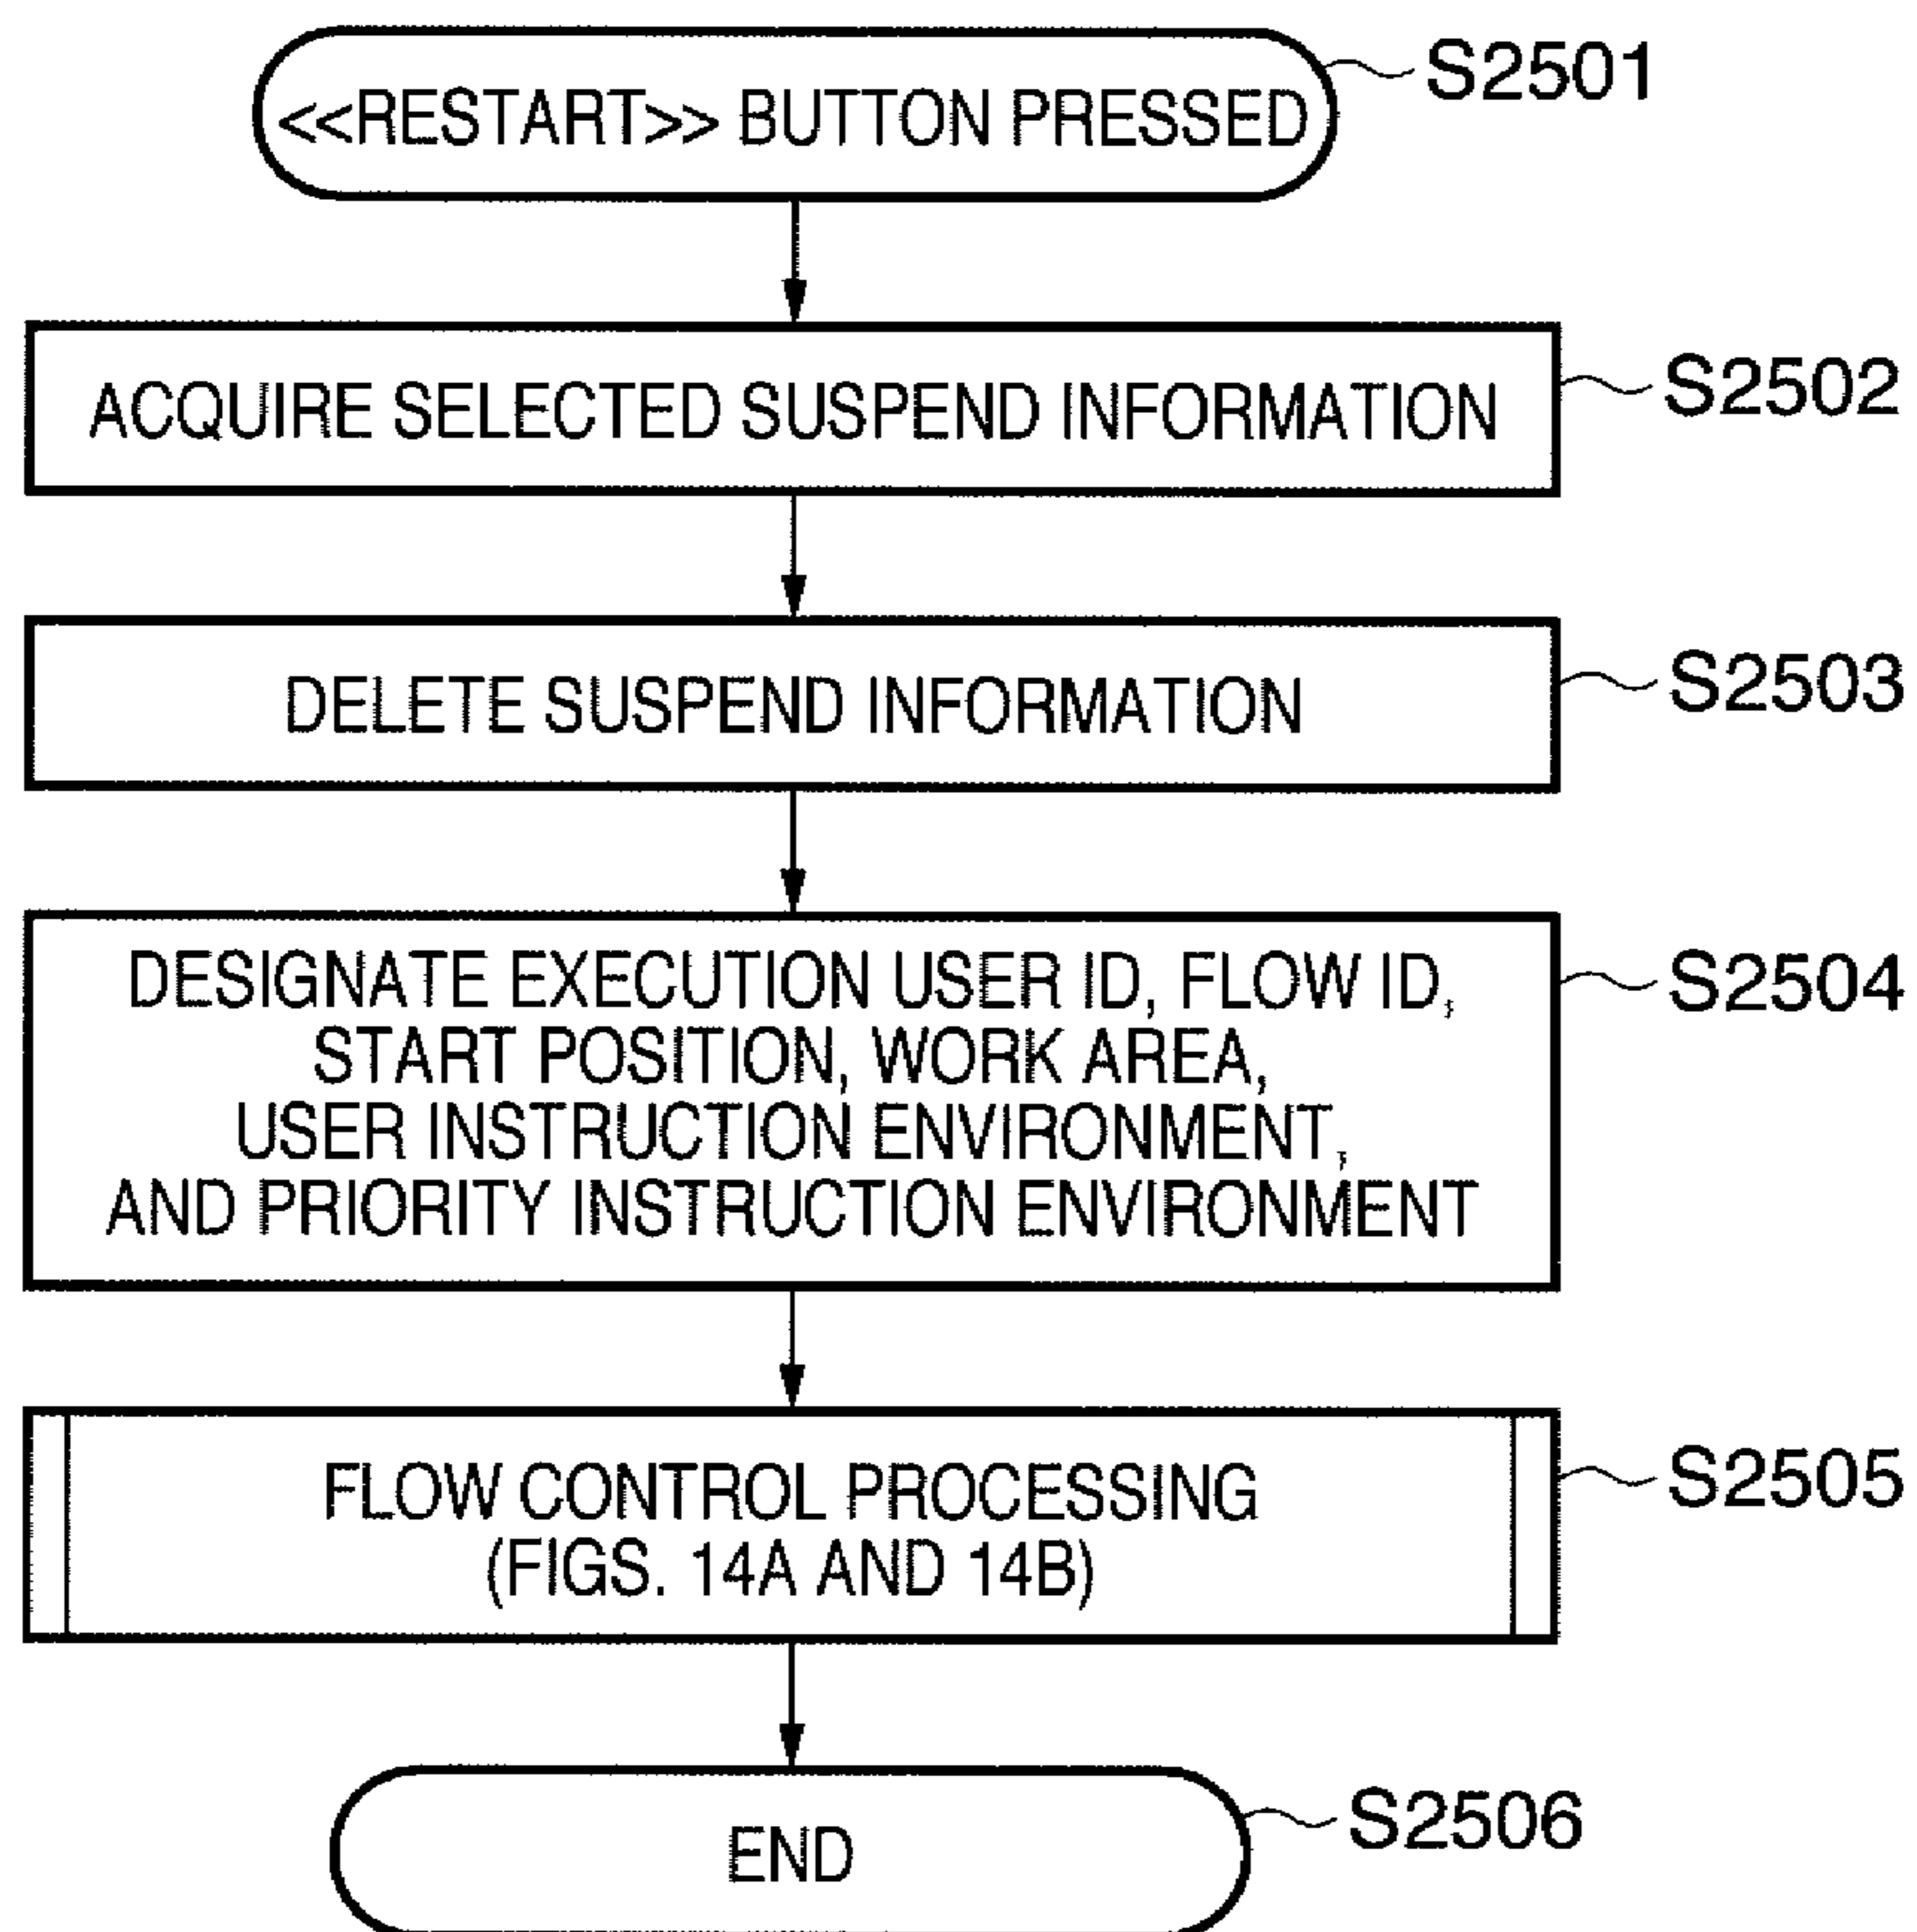 <<RESTART>> BUTTON PRESSED
S2501
ACQUIRE SELECTED SUSPEND INFORMATION
S2502
DELETE SUSPEND INFORMATION
S2503
DESIGNATE EXECUTION USER ID, FLOW ID,
START POSITION, WORK AREA,
USER INSTRUCTION ENVIRONMENT,
AND PRIORITY INSTRUCTION ENVIRONMENT
S2504
FLOW CONTROL PROCESSING
(FIGS. 14A AND 14B)
S2505
END
S2506